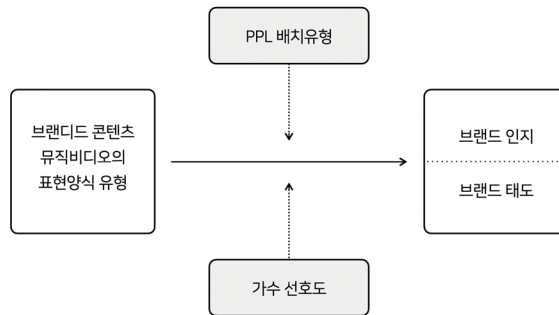 PPL 배치유형
브랜디드 콘텐츠
뮤직비디오의
표현양식 유형
브랜드 인지
브랜드 태도
가수 선호도